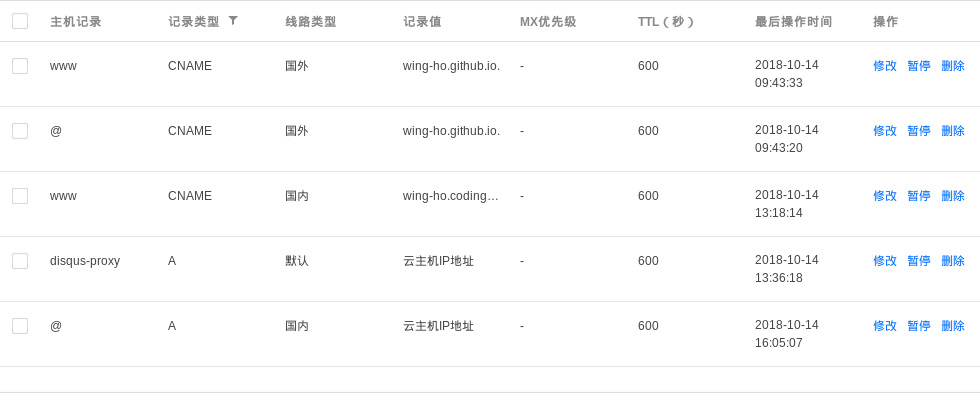 主机记录 记录类型 线路类型 记录值 MX优先级 TTL（秒） 最后操作时间 操作
www CNAME 国外 wing-ho.github.io. - 600 2018-10-14 09:43:33 修改 暂停 删除
@ CNAME 国外 wing-ho.github.io. - 600 2018-10-14 09:43:20 修改 暂停 删除
www CNAME 国内 wing-ho.coding... - 600 2018-10-14 13:18:14 修改 暂停 删除
disqus-proxy A 默认 云主机IP地址 - 600 2018-10-14 13:36:18 修改 暂停 删除
@ A 国内 云主机IP地址 - 600 2018-10-14 16:05:07 修改 暂停 删除